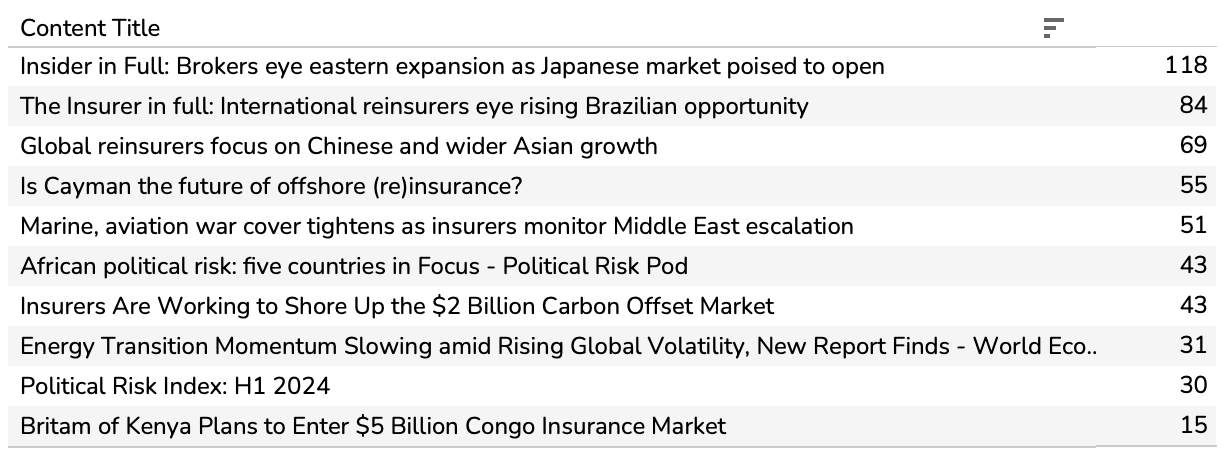 Content Title
Insider in Full: Brokers eye eastern expansion as Japanese market poised to open 118
The Insurer in full: International reinsurers eye rising Brazilian opportunity 84
Global reinsurers focus on Chinese and wider Asian growth 69
Is Cayman the future of offshore (re)insurance? 55
Marine, aviation war cover tightens as insurers monitor Middle East escalation 51
African political risk: five countries in Focus - Political Risk Pod 43
Insurers Are Working to Shore Up the $2 Billion Carbon Offset Market 43
Energy Transition Momentum Slowing amid Rising Global Volatility, New Report Finds - World Eco.. 31
Political Risk Index: H1 2024 30
Britam of Kenya Plans to Enter $5 Billion Congo Insurance Market 15